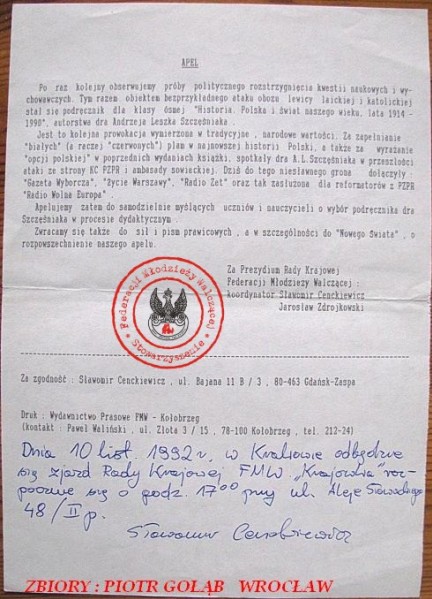 APEL
Po raz kolejny obserwujemy próby politycznego rozstrzygnięcia kwestii naukowych i wy-
chowawczych. Tym razem obiektem bezprzykładnego ataku obozu lewicy laickiej i katolickiej
stał się podręcznik dla klasy ósmej "Historia. Polska i świat naszego wieku. lata 1914 -
1990", autorstwa dra Andrzeja Leszka Szcześniaka .
Jest to kolejna prowokacja wymierzona w tradycyjne , narodowe wartości. Za zapełnianie
"białych" (a raczej "czerwonych") plam w najnowszej historii Polski, a także za wyrażanie
"opcji polskiej" w poprzednich wydaniach książki, spotkały dra A.L.Szcześniaka w przeszłości
ataki ze strony KC PZPR i ambasady sowieckiej. Dziś do tego niesławnego grona dołączyły :
"Gazeta Wyborcza", "Życie Warszawy", "Radio Zet" oraz tak zasłużona dla reformatorów z PZPR
"Radio Wolna Europa" .
Apelujemy zatem do samodzielnie myślących uczniów i nauczycieli o wybór podręcznika dra
Szcześniaka w procesie dydaktycznym .
Zwracamy się także do sił i pism prawicowych , a w szczególności do "Nowego Świata" , o
rozpowszechnienie naszego apelu.
Za Prezydium Rady Krajowej
Federacji Młodzieży Walczącej :
koordynator Sławomir Cenckiewicz
Jarosław Zdrojkowski
Federacji Młodzieży Walczącej
Stowarzyszenie
Za zgodność : Sławomir Cenckiewicz , ul. Bajana 11 B / 3 , 80-463 Gdańsk-Zaspa
Druk : Wydawnictwo Prasowe FMW - Kołobrzeg
(kontakt : Paweł Waliński , ul. Złota 3 / 15 , 78-100 Kołobrzeg , tel. 212-24)
Dnia 10 list. 1992 r. w Krakowie odbędzie
się zjazd Rady Krajowej FMW. "Krajówka" roz-
pocznie się o godz. 17⁰⁰ przy ul. Aleje Słowackiego
48/II p.
Sławomir Cenckiewicz
ZBIORY : PIOTR GOŁĄB WROCŁAW